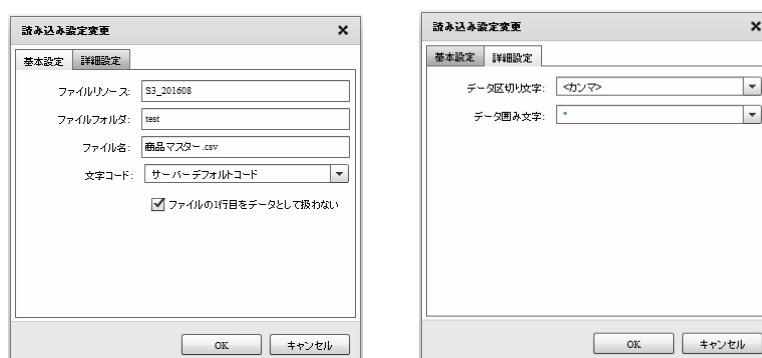 読み込み設定変更
基本設定 詳細設定
ファイルリソース: S3_201608
ファイルフォルダ: test
ファイル名: 商品マスター.csv
文字コード: サーバーデフォルトコード
ファイルの1行目をデータとして扱わない
OK キャンセル
読み込み設定変更
基本設定 詳細設定
データ区切り文字: <カンマ>
データ囲み文字:
OK キャンセル